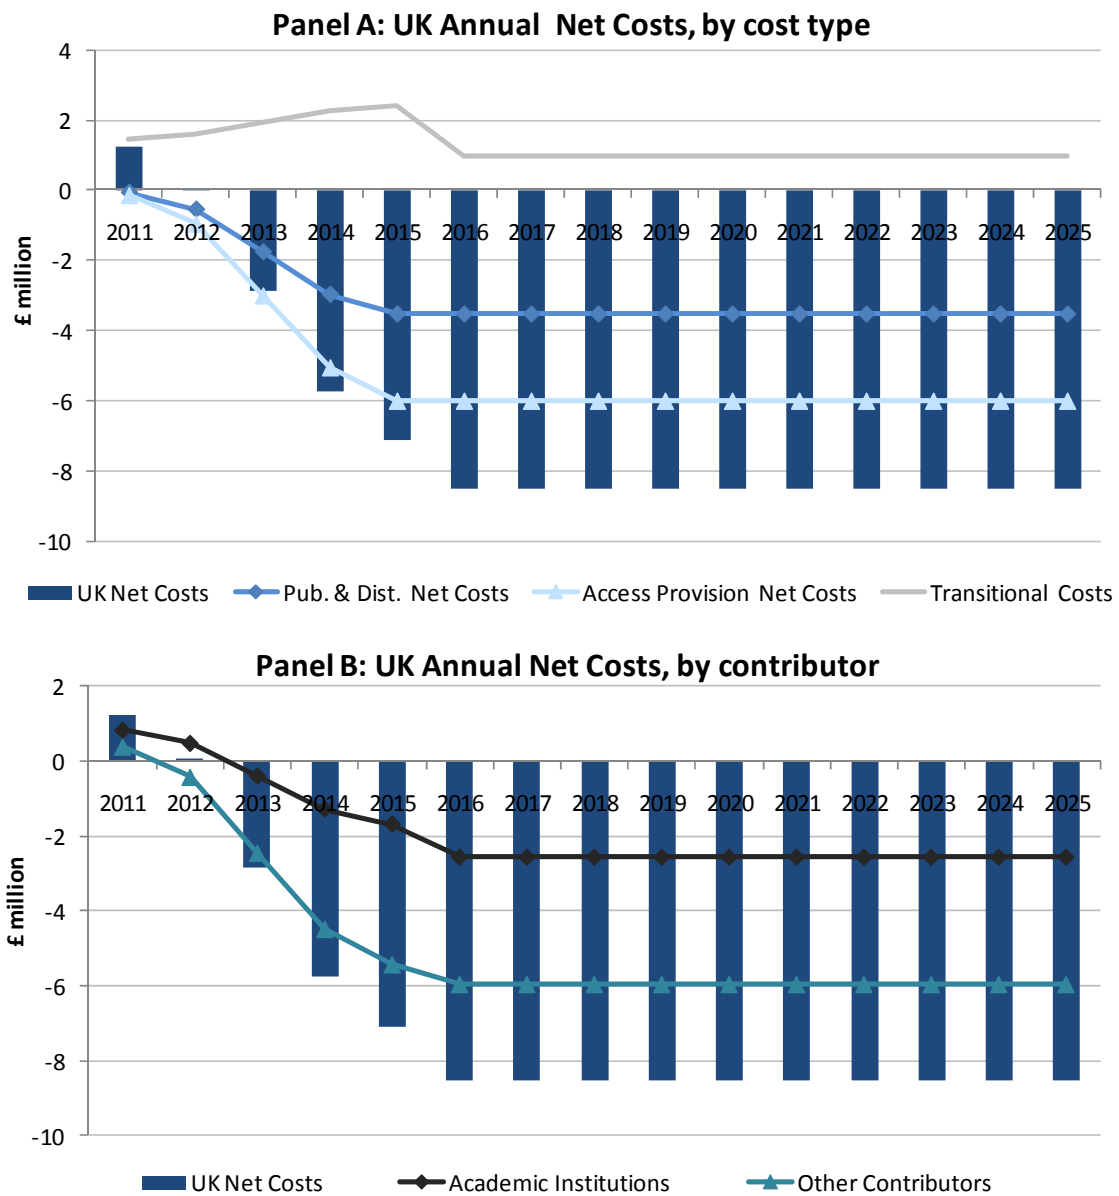 Panel A: UK Annual Net Costs, by cost type
4
2
0
-2
-4
-6
-8
-10
£ million
2011 2012 2013 2014 2015 2016 2017 2018 2019 2020 2021 2022 2023 2024 2025
UK Net Costs Pub. & Dist. Net Costs Access Provision Net Costs Transitional Costs
Panel B: UK Annual Net Costs, by contributor
2
0
-2
-4
-6
-8
-10
£ million
2011 2012 2013 2014 2015 2016 2017 2018 2019 2020 2021 2022 2023 2024 2025
UK Net Costs Academic Institutions Other Contributors